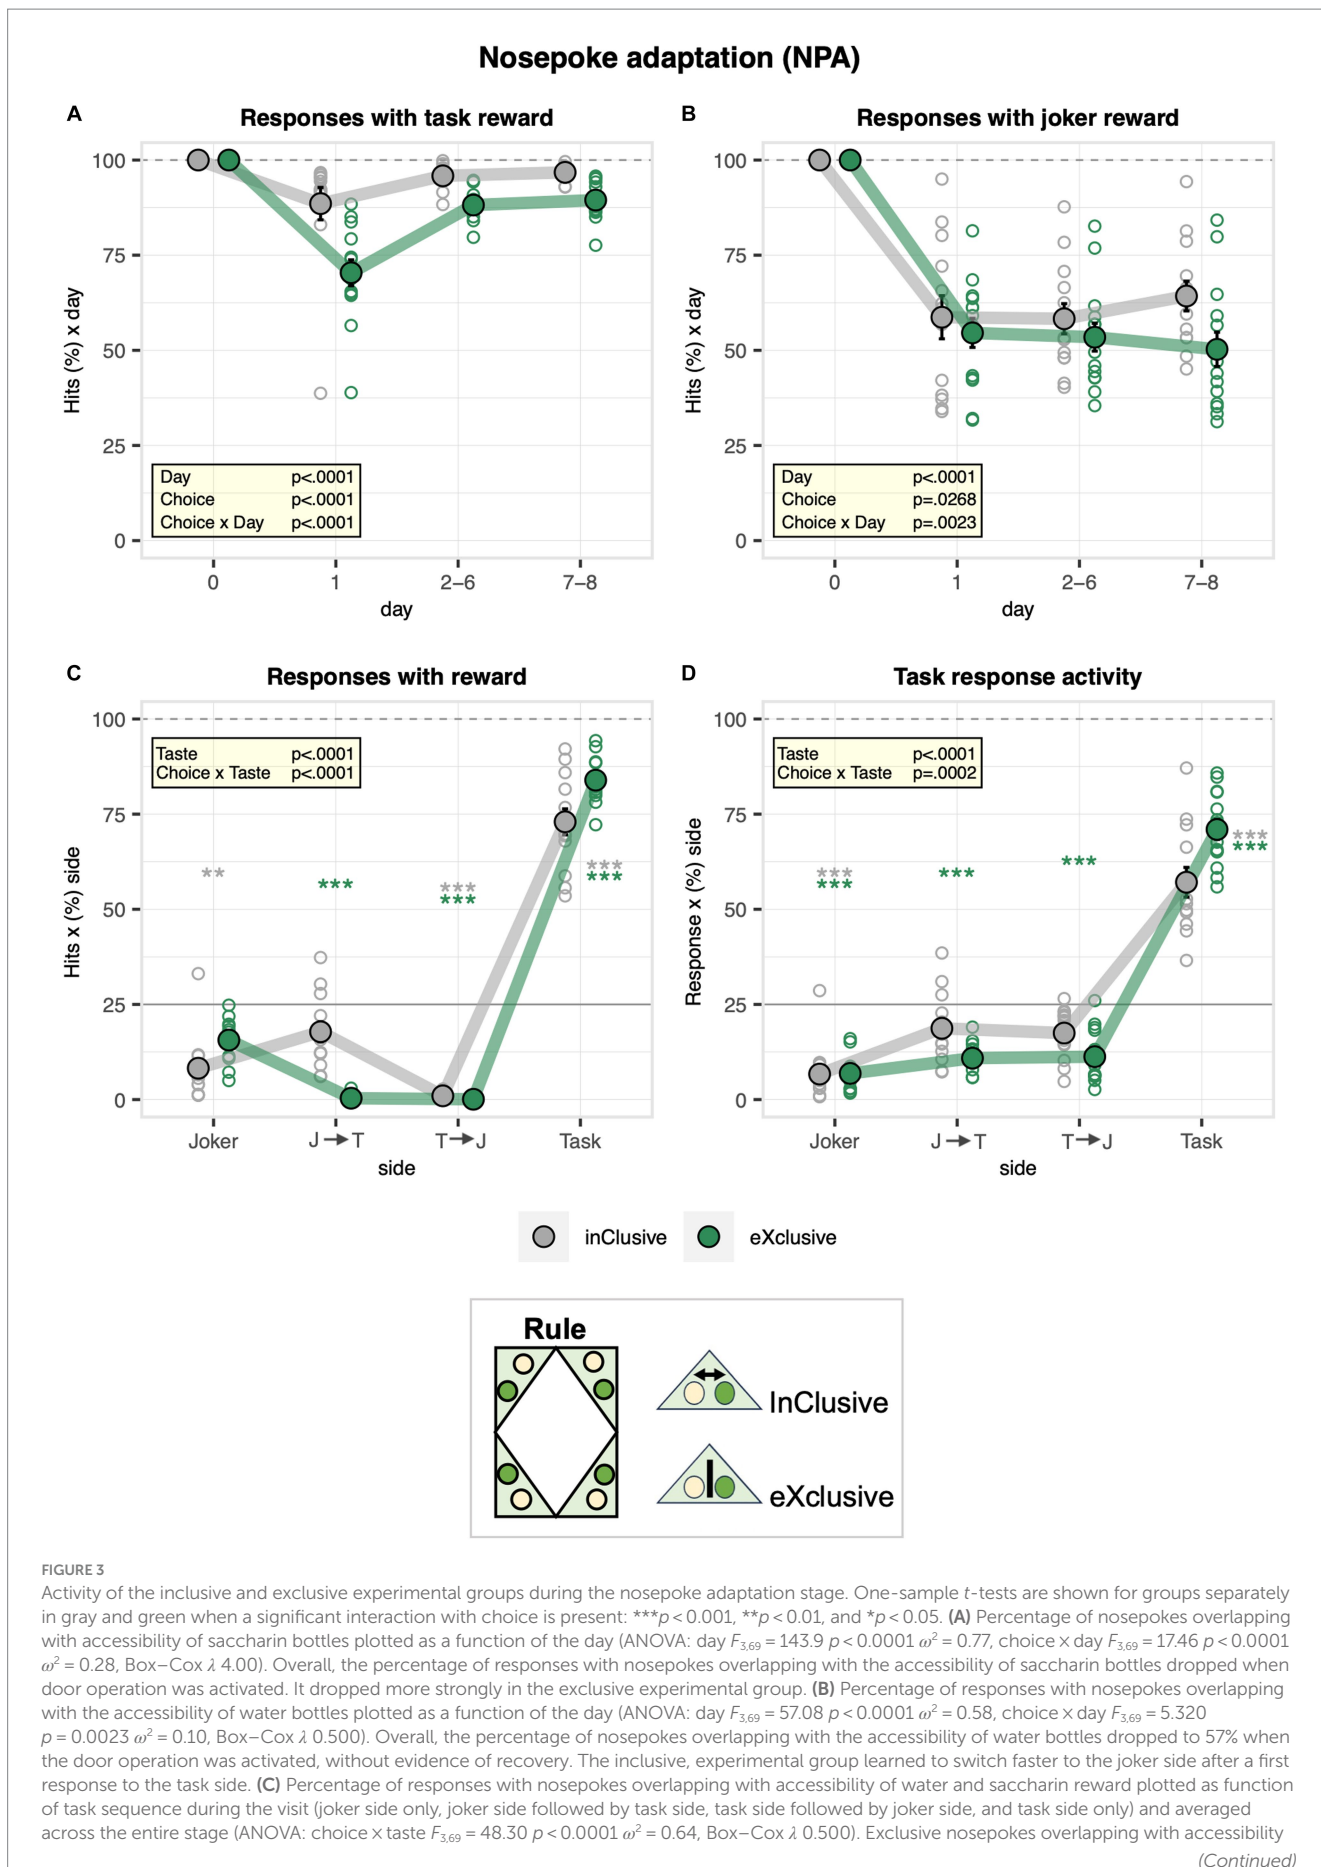 Nosepoke adaptation (NPA)
A
Responses with task reward
100
75
50
25
0
Hits (%) x day
Day p<.0001
Choice p<.0001
Choice x Day p<.0001
0 1 2–6 7–8
day
B
Responses with joker reward
100
75
50
25
0
Hits (%) x day
Day p<.0001
Choice p=.0268
Choice x Day p=.0023
0 1 2–6 7–8
day
C
Responses with reward
100
75
50
25
0
Hits x (%) side
Taste p<.0001
Choice x Taste p<.0001
** *** *** ***
*** ***
Joker J→T T→J Task
side
D
Task response activity
100
75
50
25
0
Response x (%) side
Taste p<.0001
Choice x Taste p=.0002
*** *** *** ***
*** ***
Joker J→T T→J Task
side
inClusive eXclusive
Rule
InClusive
eXclusive
FIGURE 3
Activity of the inclusive and exclusive experimental groups during the nosepoke adaptation stage. One-sample t-tests are shown for groups separately
in gray and green when a significant interaction with choice is present: ***p < 0.001, **p < 0.01, and *p < 0.05. (A) Percentage of nosepokes overlapping
with accessibility of saccharin bottles plotted as a function of the day (ANOVA: day F3,69 = 143.9 p < 0.0001 ω² = 0.77, choice × day F3,69 = 17.46 p < 0.0001
ω² = 0.28, Box–Cox λ 4.00). Overall, the percentage of responses with nosepokes overlapping with the accessibility of saccharin bottles dropped when
door operation was activated. It dropped more strongly in the exclusive experimental group. (B) Percentage of responses with nosepokes overlapping
with the accessibility of water bottles plotted as a function of the day (ANOVA: day F3,69 = 57.08 p < 0.0001 ω² = 0.58, choice × day F3,69 = 5.320
p = 0.0023 ω² = 0.10, Box–Cox λ 0.500). Overall, the percentage of nosepokes overlapping with the accessibility of water bottles dropped to 57% when
the door operation was activated, without evidence of recovery. The inclusive, experimental group learned to switch faster to the joker side after a first
response to the task side. (C) Percentage of responses with nosepokes overlapping with accessibility of water and saccharin reward plotted as function
of task sequence during the visit (joker side only, joker side followed by task side, task side followed by joker side, and task side only) and averaged
across the entire stage (ANOVA: choice × taste F3,69 = 48.30 p < 0.0001 ω² = 0.64, Box–Cox λ 0.500). Exclusive nosepokes overlapping with accessibility
(Continued)